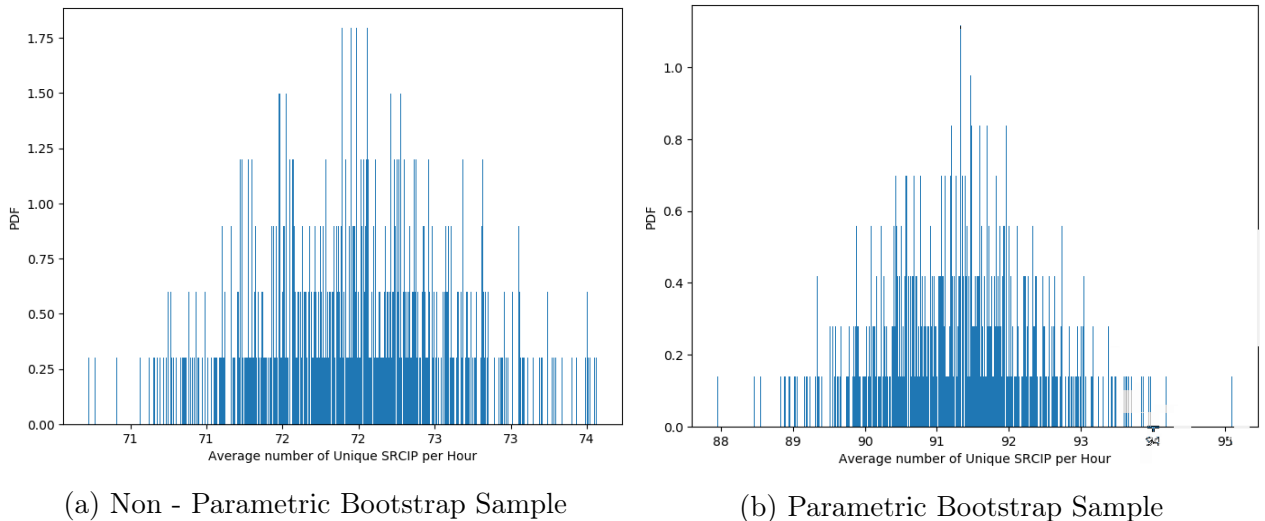 1.75
1.50
1.25
1.00
0.75
0.50
0.25
0.00
PDF
71 71 72 72 73 73 74
Average number of Unique SRCIP per Hour
(a) Non - Parametric Bootstrap Sample
1.0
0.8
0.6
0.4
0.2
0.0
PDF
88 89 90 91 92 93 94 95
Average number of Unique SRCIP per Hour
(b) Parametric Bootstrap Sample